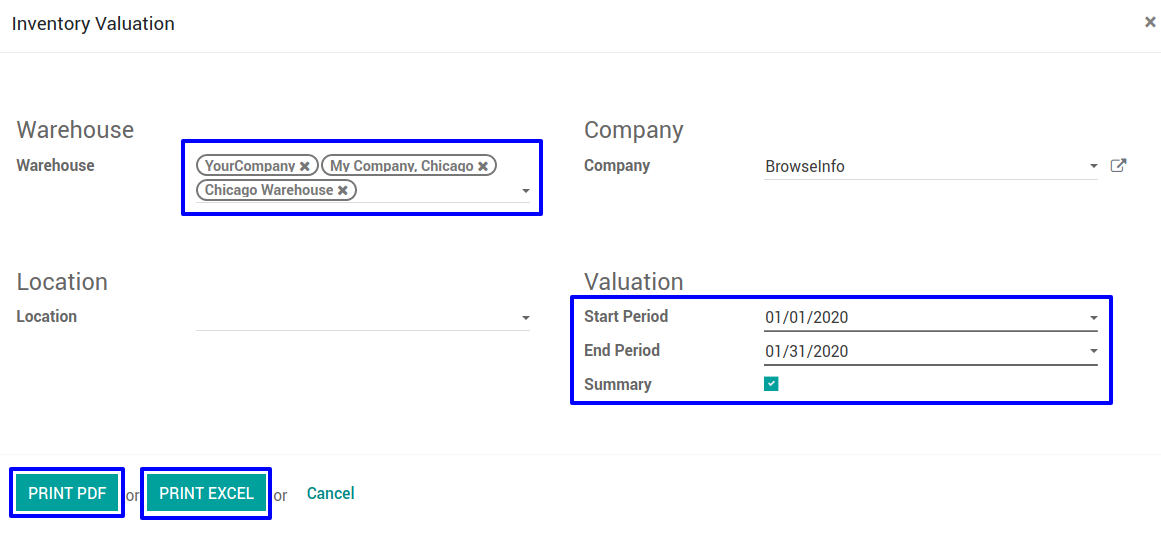 Inventory Valuation ×
Warehouse
Warehouse YourCompany ✖ My Company, Chicago ✖
Chicago Warehouse ✖
Company
Company BrowseInfo
Location
Location
Valuation
Start Period 01/01/2020
End Period 01/31/2020
Summary
PRINT PDF or PRINT EXCEL or Cancel